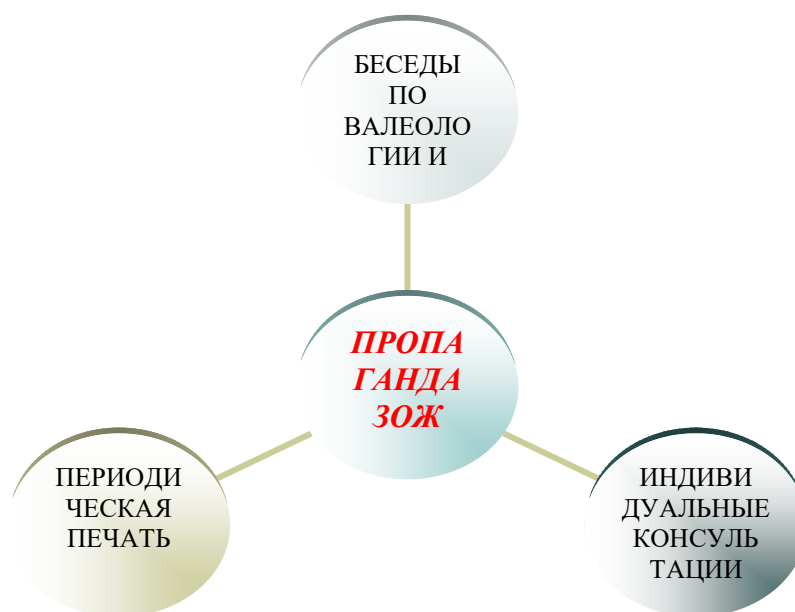 БЕСЕДЫ
ПО
ВАЛЕОЛО
ГИИ И
ПРОПА
ГАНДА
ЗОЖ
ПЕРИОДИ
ЧЕСКАЯ
ПЕЧАТЬ
ИНДИВИ
ДУАЛЬНЫЕ
КОНСУЛЬ
ТАЦИИ